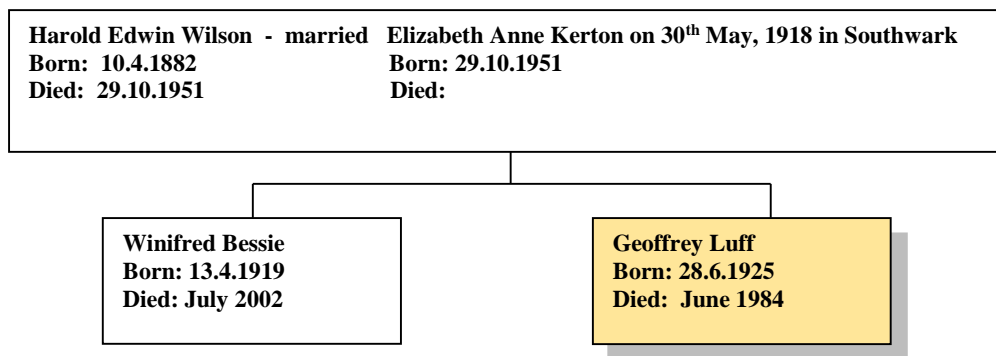 Harold Edwin Wilson - married Elizabeth Anne Kerton on 30th May, 1918 in Southwark
Born: 10.4.1882 Born: 29.10.1951
Died: 29.10.1951 Died:
Winifred Bessie
Born: 13.4.1919
Died: July 2002
Geoffrey Luff
Born: 28.6.1925
Died: June 1984